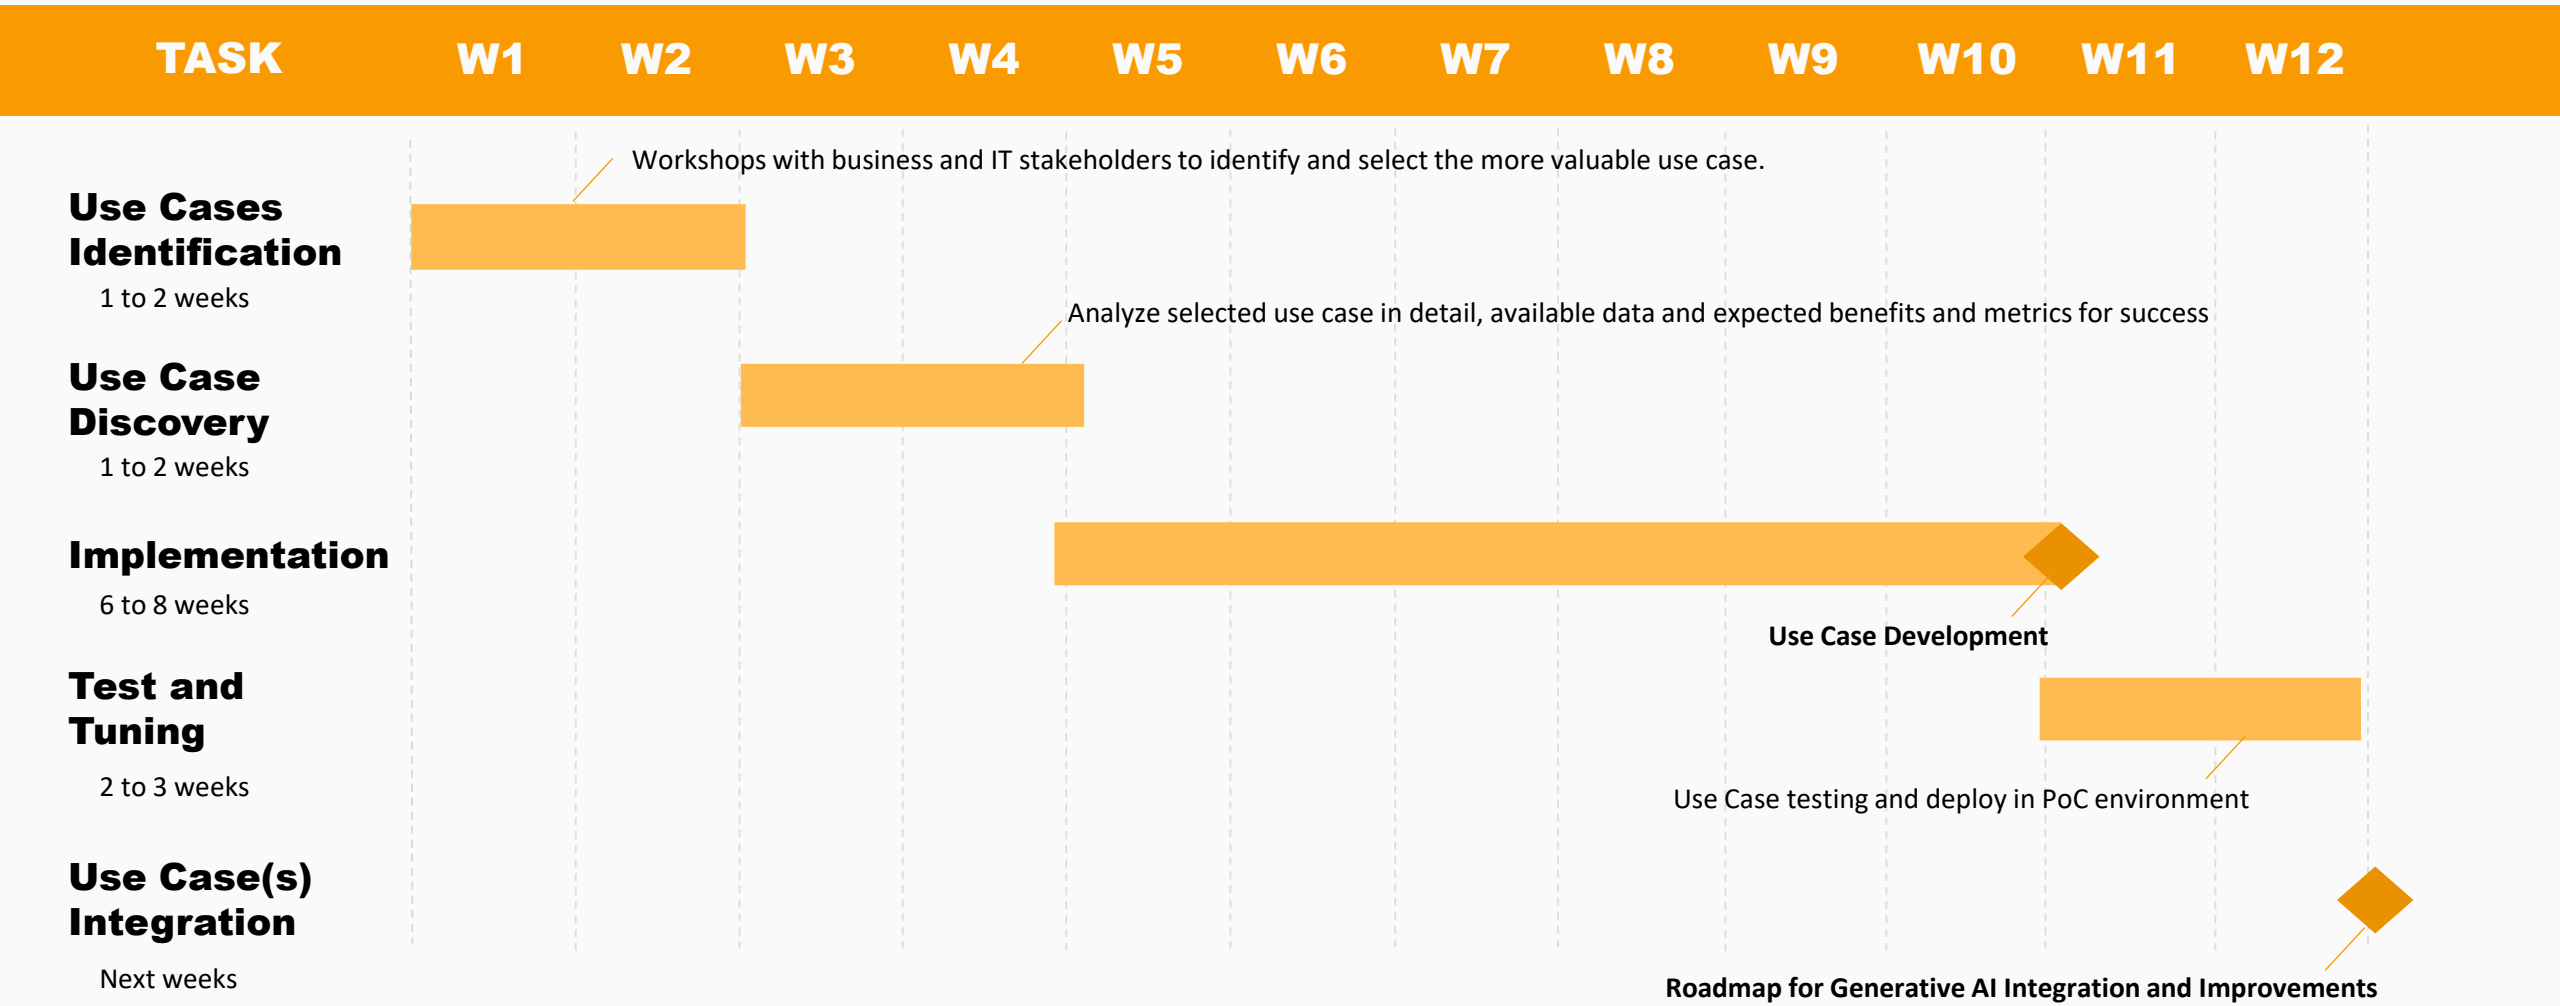 TASK W1 W2 W3 W4 W5 W6 W7 W8 W9 W10 W11 W12
Workshops with business and IT stakeholders to identify and select the more valuable use case.
Use Cases
Identification
1 to 2 weeks
Analyze selected use case in detail, available data and expected benefits and metrics for success
Use Case
Discovery
1 to 2 weeks
Implementation
6 to 8 weeks
Use Case Development
Test and
Tuning
2 to 3 weeks
Use Case testing and deploy in PoC environment
Use Case(s)
Integration
Next weeks
Roadmap for Generative AI Integration and Improvements